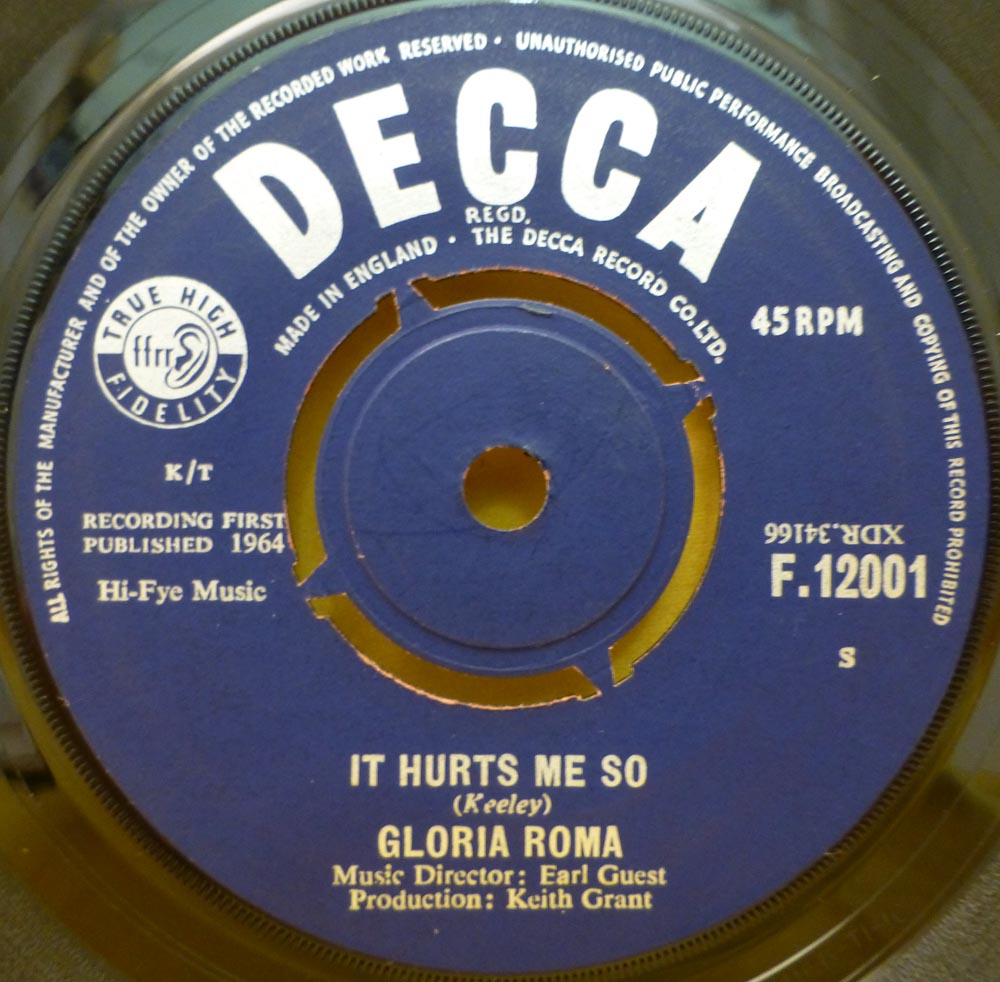 ALL RIGHTS OF THE MANUFACTURER AND OF THE OWNER OF THE RECORDED WORK RESERVED · UNAUTHORISED PUBLIC PERFORMANCE BROADCASTING AND COPYING OF THIS RECORD PROHIBITED
DECCA
REGD.
MADE IN ENGLAND · THE DECCA RECORD CO. LTD.
TRUE HIGH
ffrr
FIDELITY
45 RPM
K/T
RECORDING FIRST
PUBLISHED 1964
Hi-Fye Music
XDR.34166
F.12001
S
IT HURTS ME SO
(Keeley)
GLORIA ROMA
Music Director: Earl Guest
Production: Keith Grant